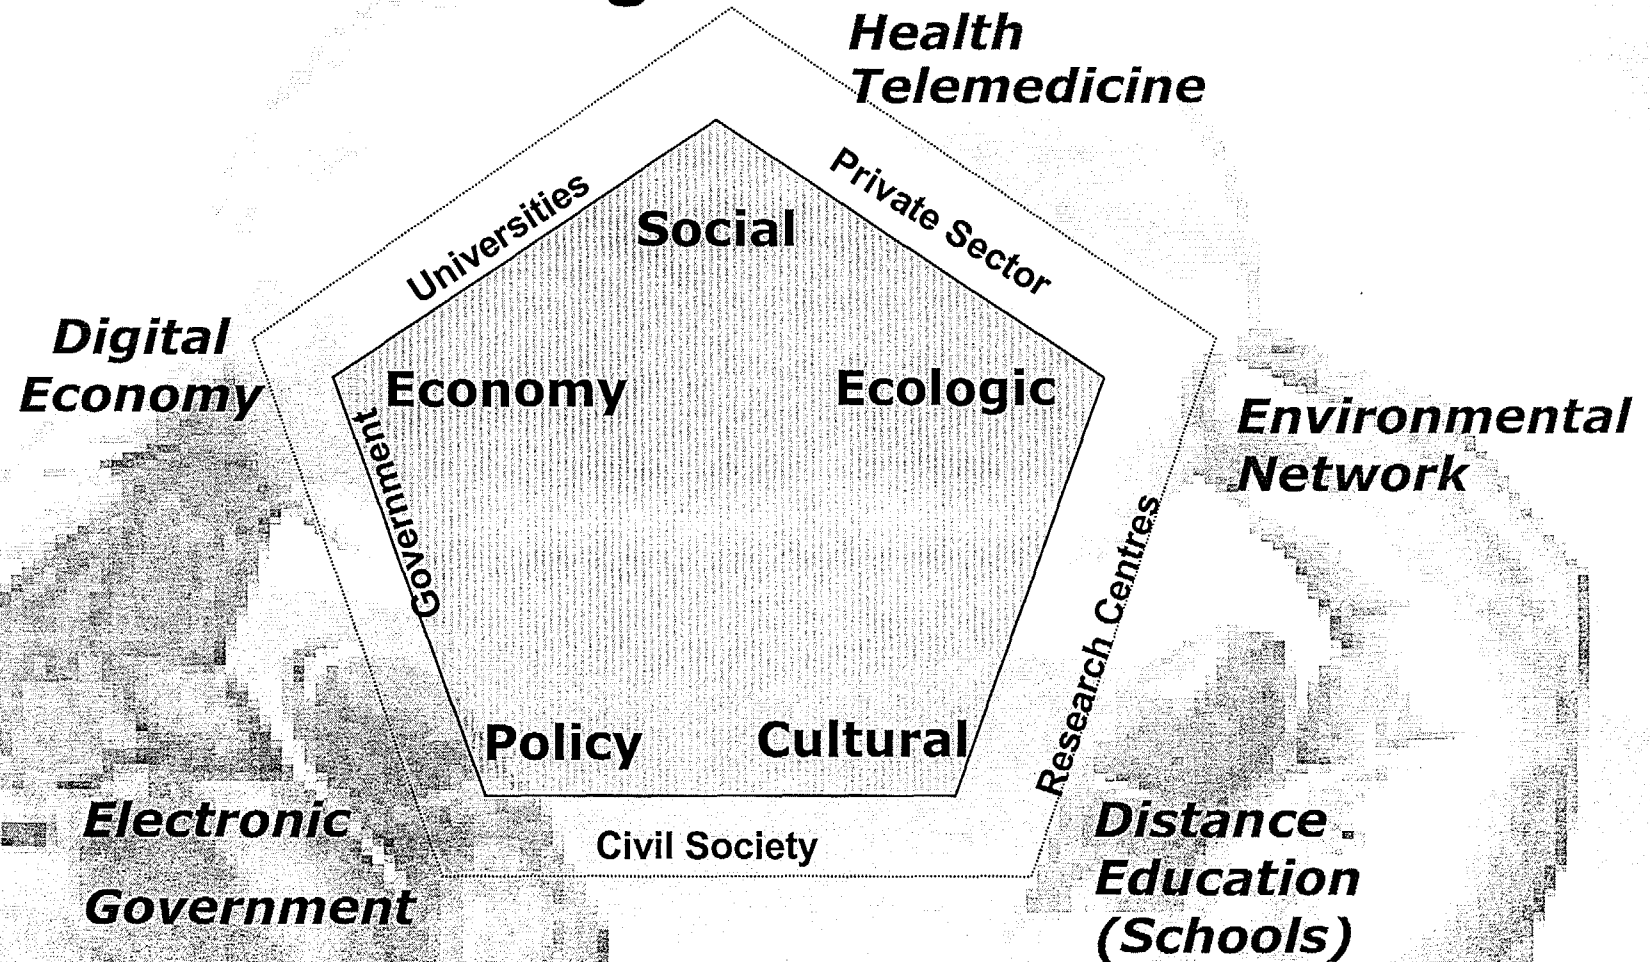 Health
Telemedicine
Private Sector
Universities
Social
Digital
Economy
Economy
Ecologic
Environmental
Network
Government
Research Centres
Policy
Cultural
Electronic
Government
Civil Society
Distance
Education
(Schools)